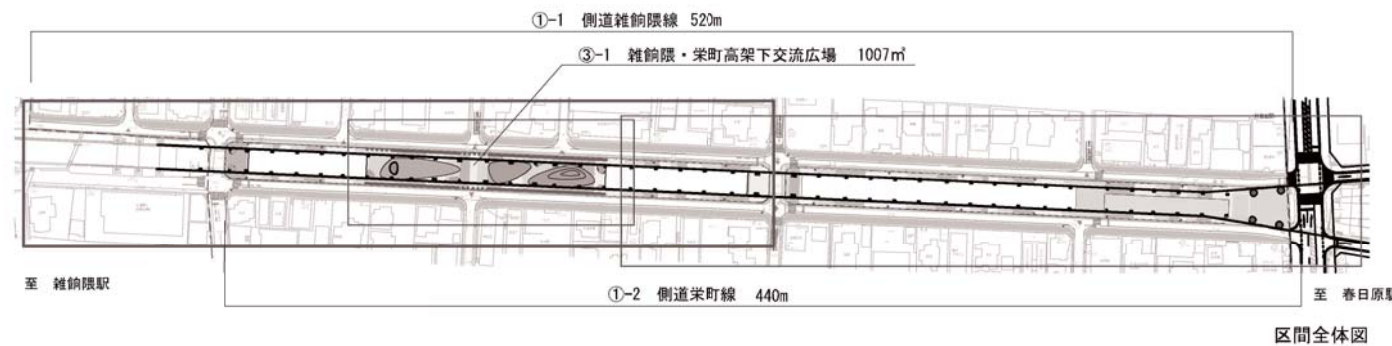 ①-1 側道雑餉隈線 520m
③-1 雑餉隈・栄町高架下交流広場 1007㎡
至 雑餉隈駅
①-2 側道栄町線 440m
至 春日原駅
区間全体図